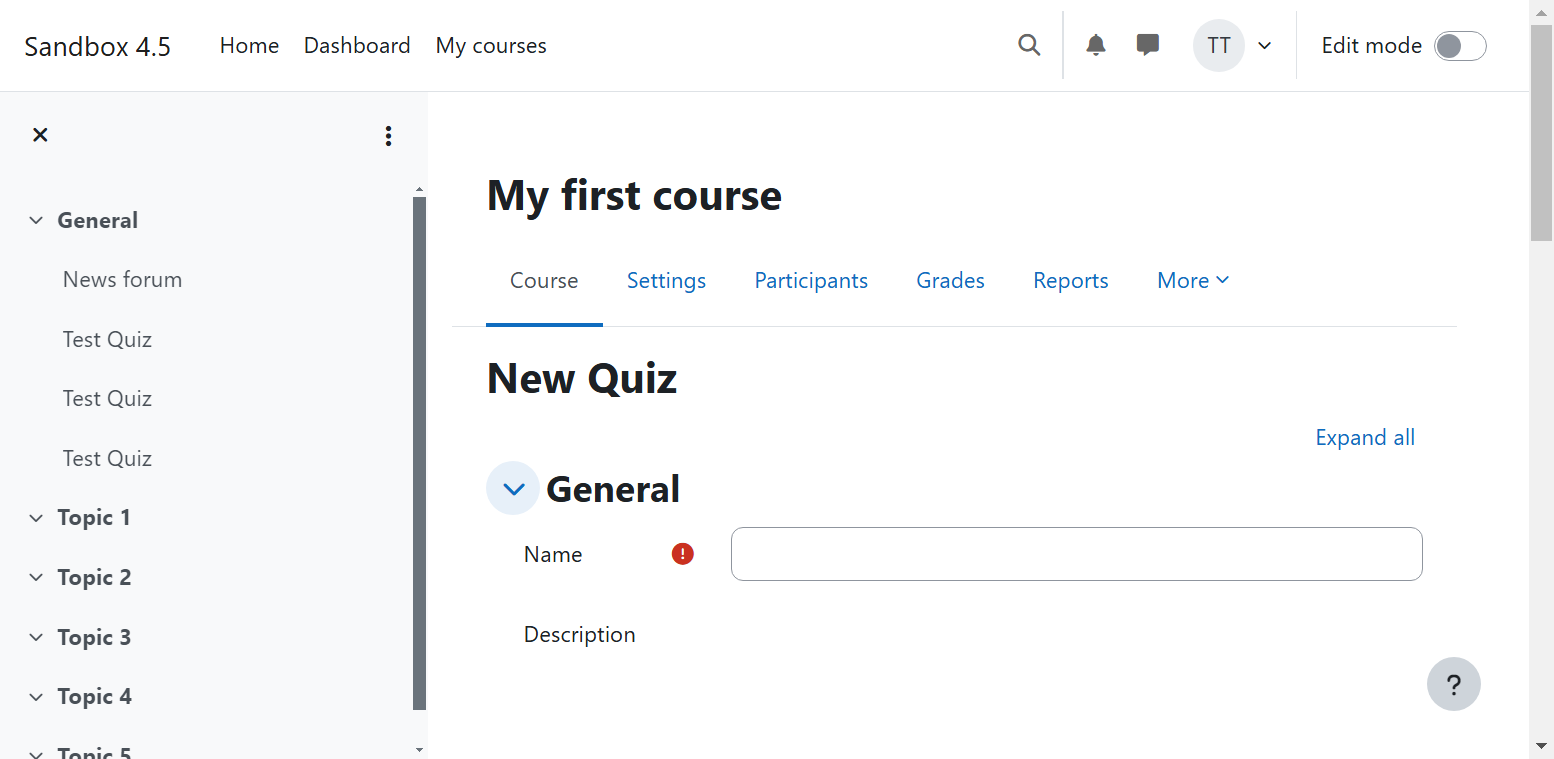 Sandbox 4.5 Home Dashboard My courses TT Edit mode
General
News forum
Test Quiz
Test Quiz
Test Quiz
Topic 1
Topic 2
Topic 3
Topic 4
Topic 5
My first course
Course Settings Participants Grades Reports More
New Quiz
Expand all
General
Name
Description
?